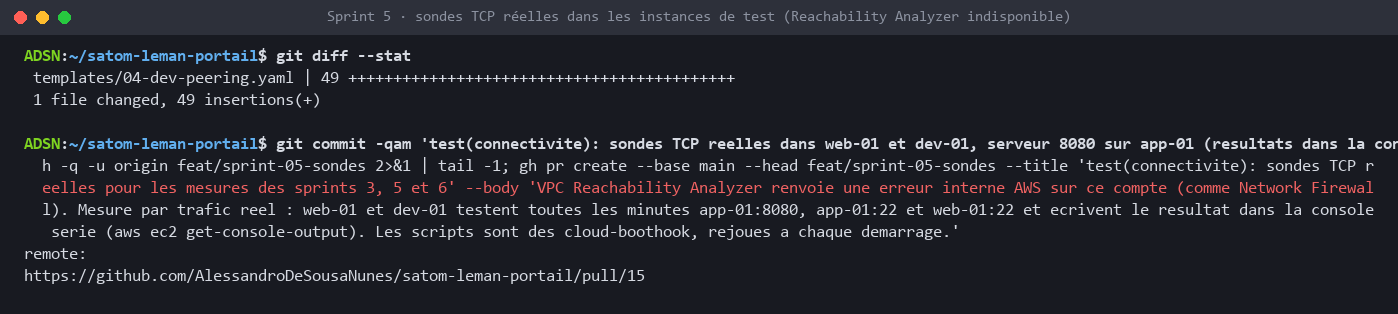 Sprint 5 · sondes TCP réelles dans les instances de test (Reachability Analyzer indisponible)
ADSN:~/satom-leman-portail$ git diff --stat
templates/04-dev-peering.yaml | 49 +++++++++++++++++++++++++++++++++++++++++++
1 file changed, 49 insertions(+)
ADSN:~/satom-leman-portail$ git commit -qam 'test(connectivite): sondes TCP reelles dans web-01 et dev-01, serveur 8080 sur app-01 (resultats dans la con
h -q -u origin feat/sprint-05-sondes 2>&1 | tail -1; gh pr create --base main --head feat/sprint-05-sondes --title 'test(connectivite): sondes TCP r
eelles pour les mesures des sprints 3, 5 et 6' --body 'VPC Reachability Analyzer renvoie une erreur interne AWS sur ce compte (comme Network Firewal
l). Mesure par trafic reel : web-01 et dev-01 testent toutes les minutes app-01:8080, app-01:22 et web-01:22 et ecrivent le resultat dans la console
serie (aws ec2 get-console-output). Les scripts sont des cloud-boothook, rejoues a chaque demarrage.'
remote:
https://github.com/AlessandroDeSousaNunes/satom-leman-portail/pull/15